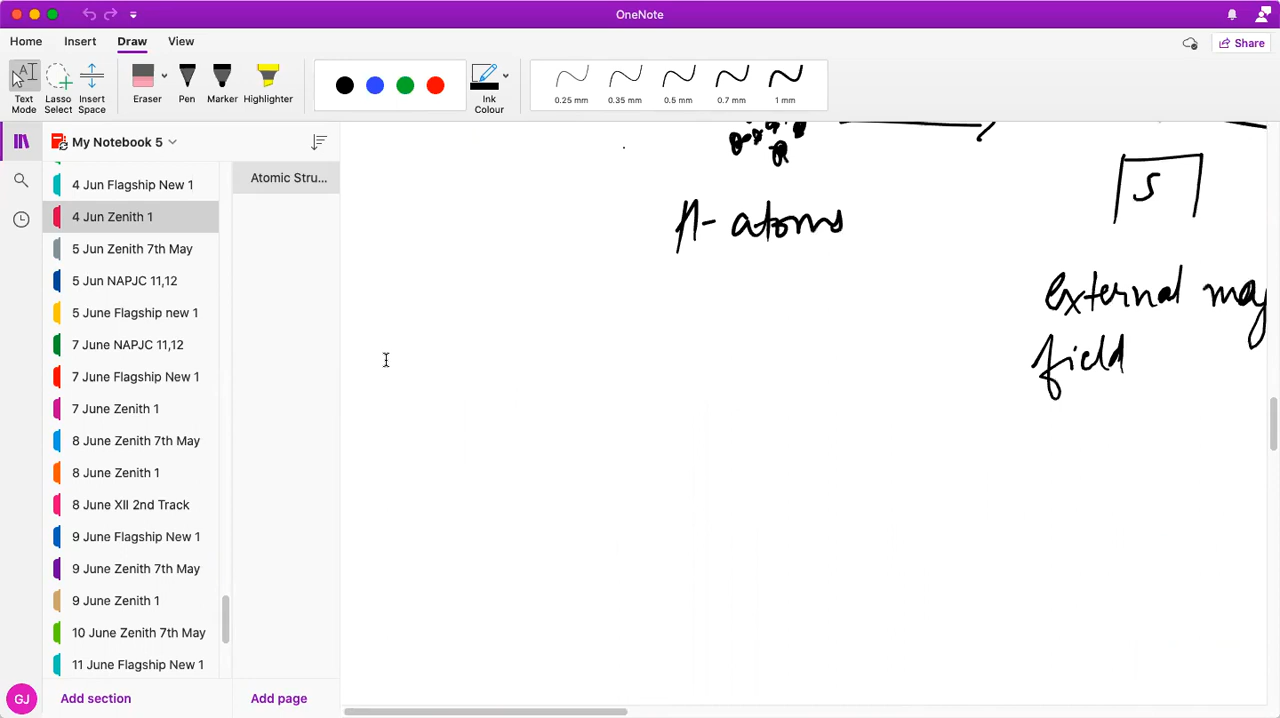 OneNote
Home Insert Draw View
Share
Text Mode
Lasso Select
Insert Space
Eraser
Pen
Marker
Highlighter
Ink Colour
0.25 mm
0.35 mm
0.5 mm
0.7 mm
1 mm
My Notebook 5
4 Jun Flagship New 1
4 Jun Zenith 1
5 Jun Zenith 7th May
5 Jun NAPJC 11,12
5 June Flagship new 1
7 June NAPJC 11,12
7 June Flagship New 1
7 June Zenith 1
8 June Zenith 7th May
8 June Zenith 1
8 June XII 2nd Track
9 June Flagship New 1
9 June Zenith 7th May
9 June Zenith 1
10 June Zenith 7th May
11 June Flagship New 1
GJ
Add section
Atomic Stru...
Add page
H- atoms
S
external mag
field